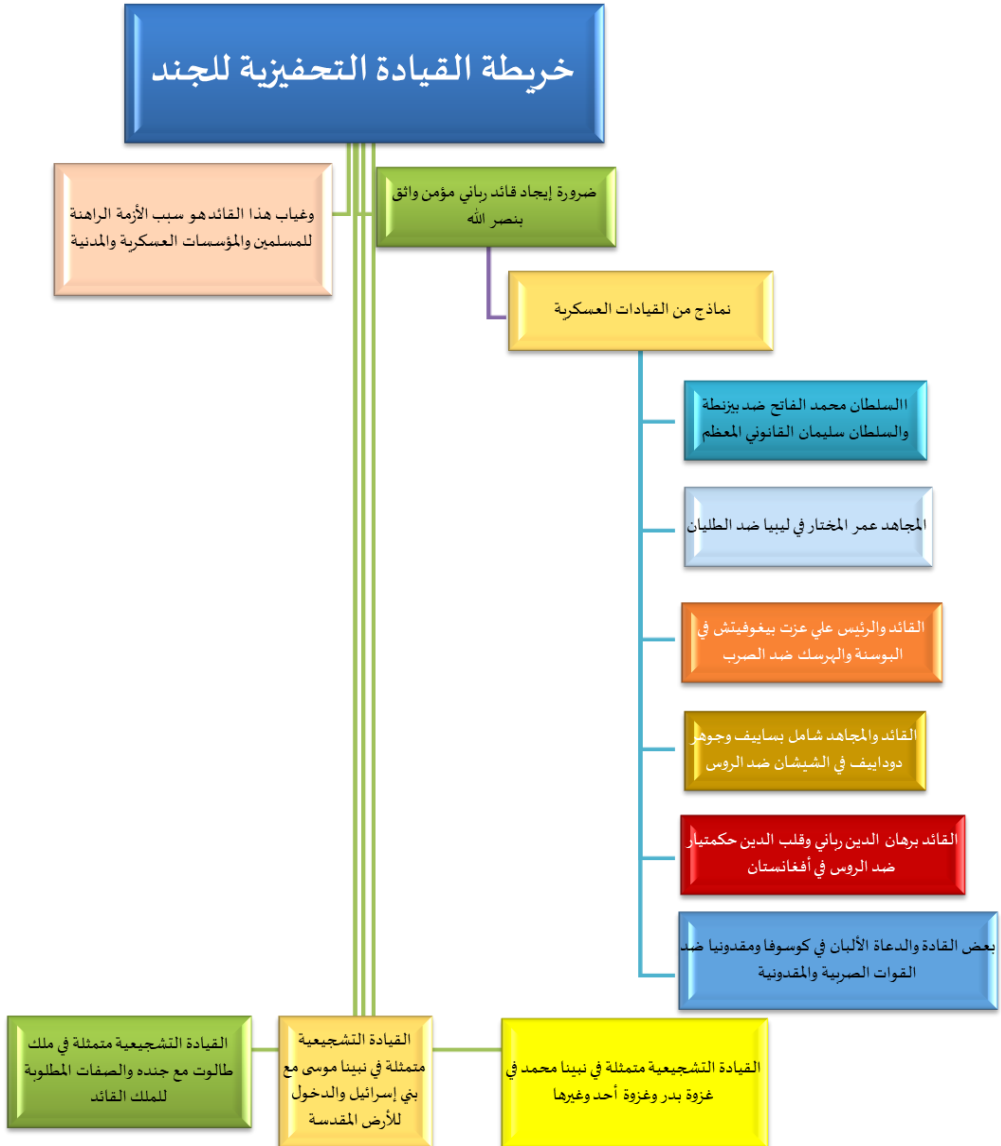 خريطة القيادة التحفيزية للجند
ضرورة إيجاد قائد رباني مؤمن واثق
بنصر الله
وغياب هذا القائد هو سبب الأزمة الراهنة
للمسلمين والمؤسسات العسكرية والمدنية
نماذج من القيادات العسكرية
االسلطان محمد الفاتح ضد بيزنطة
والسلطان سليمان القانوني المعظم
المجاهد عمر المختار في ليبيا ضد الطليان
القائد والرئيس علي عزت بيغوفيتش في
البوسنة والهرسك ضد الصرب
القائد والمجاهد شامل بساييف وجوهر
دوداييف في الشيشان ضد الروس
القائد برهان الدين رباني وقلب الدين حكمتيار
ضد الروس في أفغانستان
بعض القادة والدعاة الألبان في كوسوفا ومقدونيا ضد
القوات الصربية والمقدونية
القيادة التشجيعية متمثلة في نبينا محمد في
غزوة بدر وغزوة أحد وغيرها
القيادة التشجيعية
متمثلة في نبينا موسى مع
بني إسرائيل والدخول
للأرض المقدسة
القيادة التشجيعية متمثلة في ملك
طالوت مع جنده والصفات المطلوبة
للملك القائد